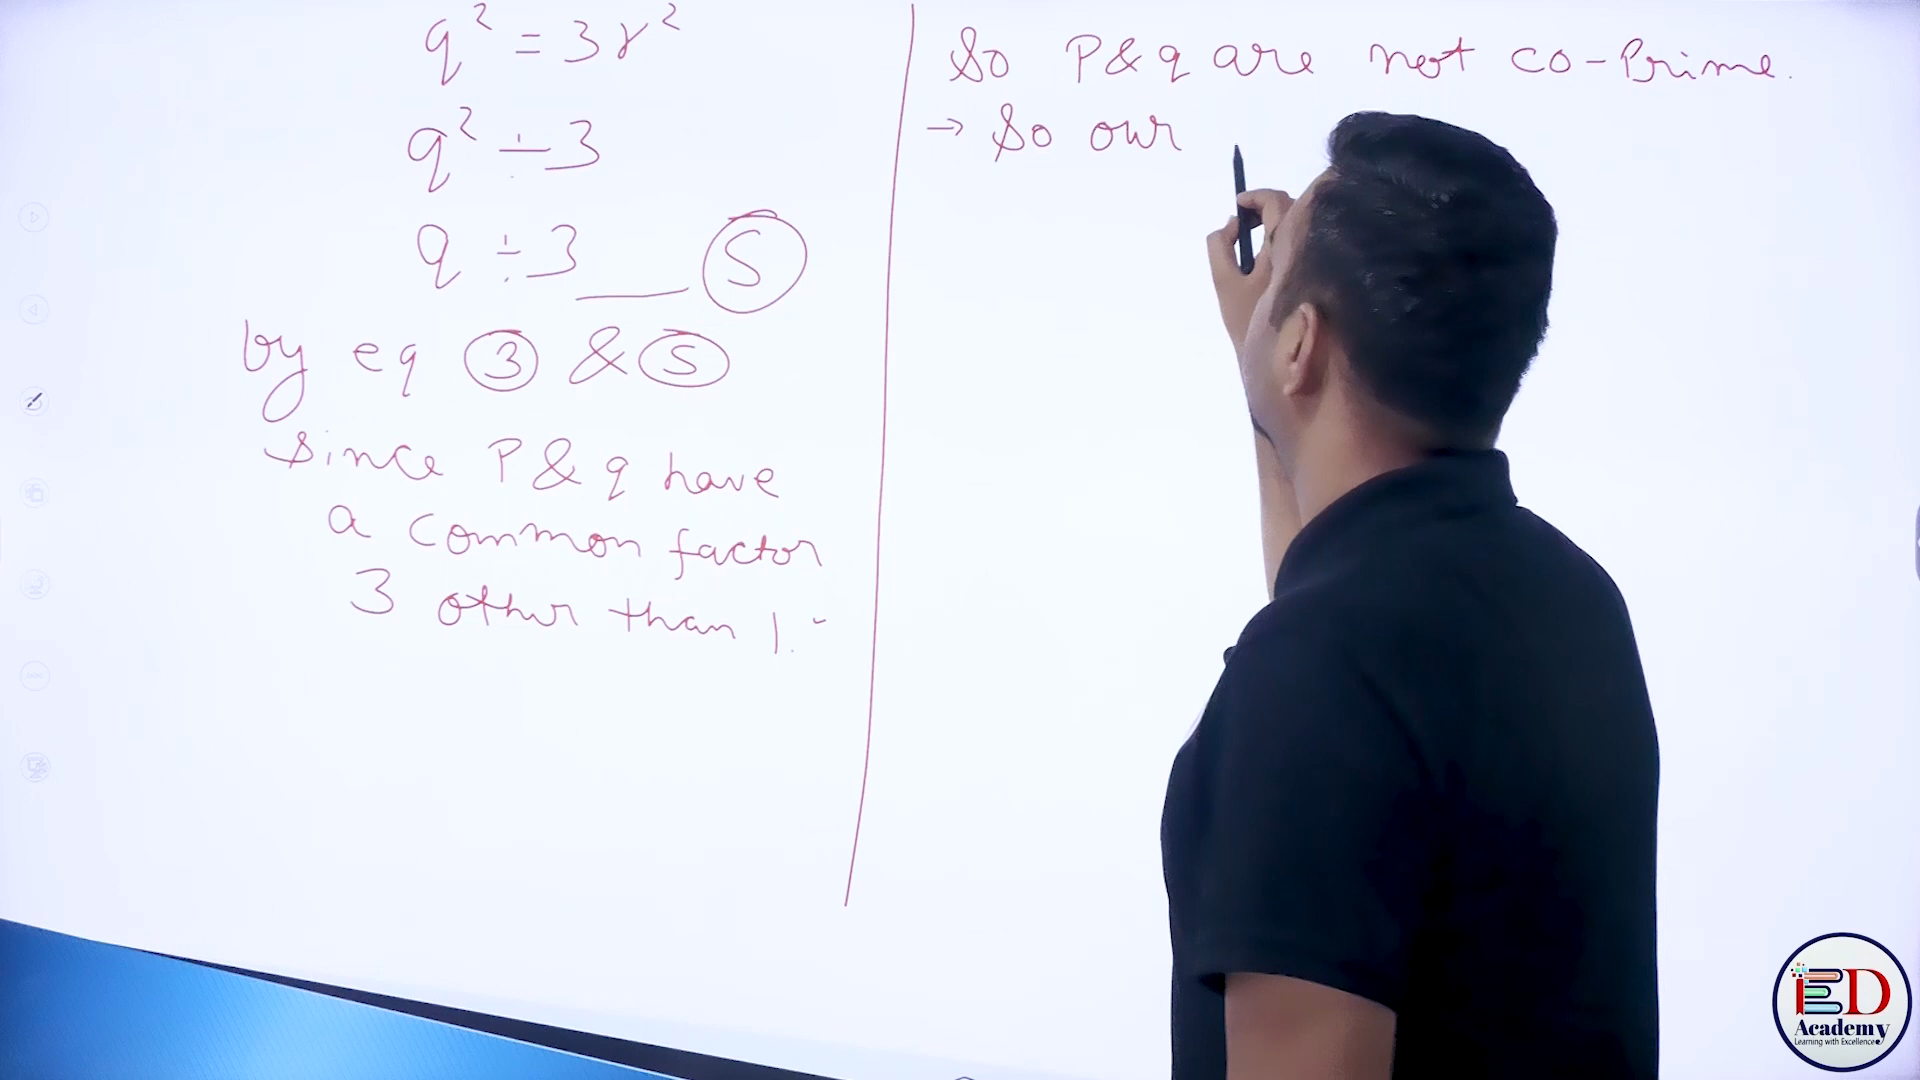 q² = 3r²
q² ÷ 3
q ÷ 3 __ 5
by eq 3 & 5
Since P & q have
a common factor
3 other than 1.
So P & q are not co-Prime.
→ So our
ED
Academy
Learning with Excellence